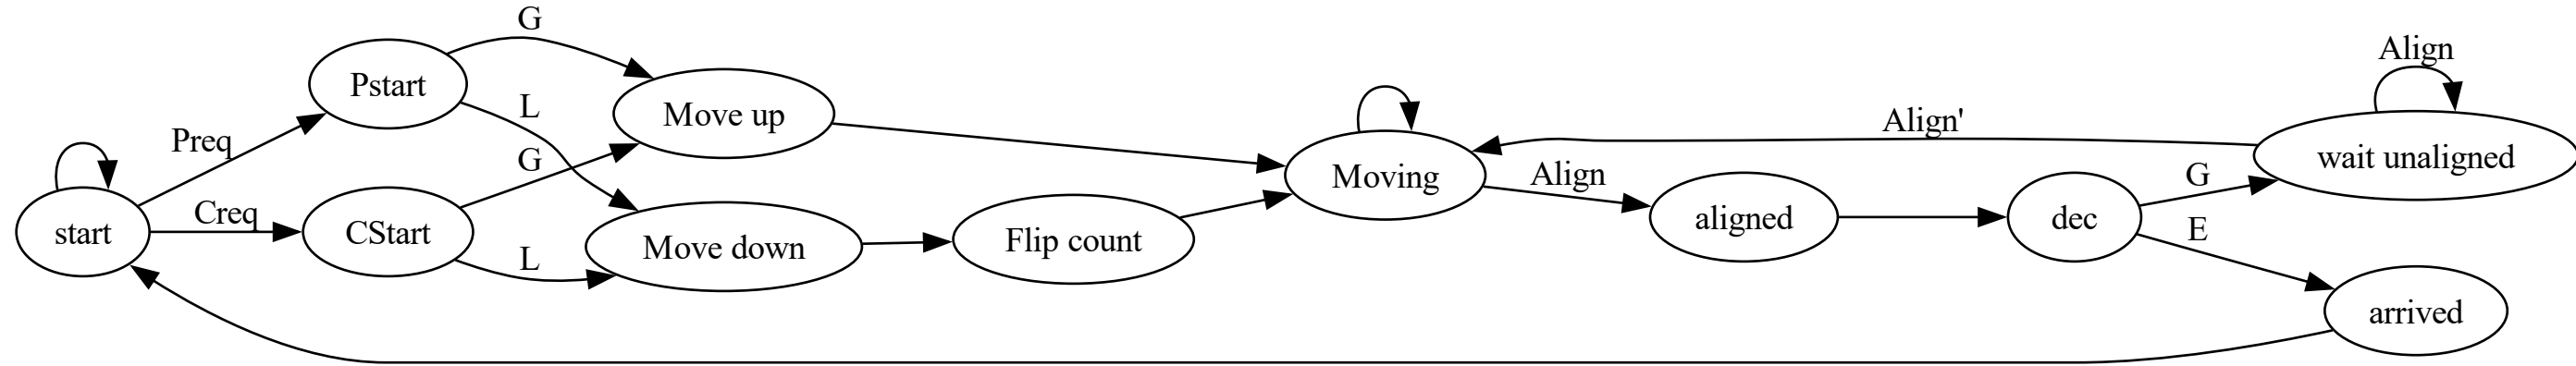 G
Align
Pstart
L
Move up
Align'
Preq
G
wait unaligned
Moving
Align
G
Creq
start
CStart
aligned
dec
E
L
Move down
Flip count
arrived